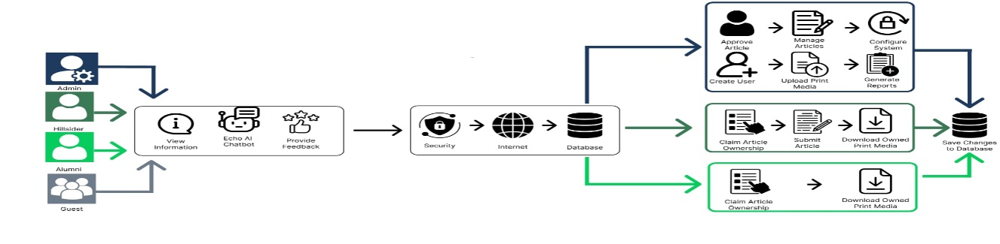 Admin
Hillsider
Alumni
Guest
View
Information
Echo AI
Chatbot
Provide
Feedback
Security
Internet
Database
Approve
Article
Manage
Articles
Configure
System
Create User
Upload Print
Media
Generate
Reports
Claim Article
Ownership
Submit
Article
Download Owned
Print Media
Claim Article
Ownership
Download Owned
Print Media
Save Changes
to Database